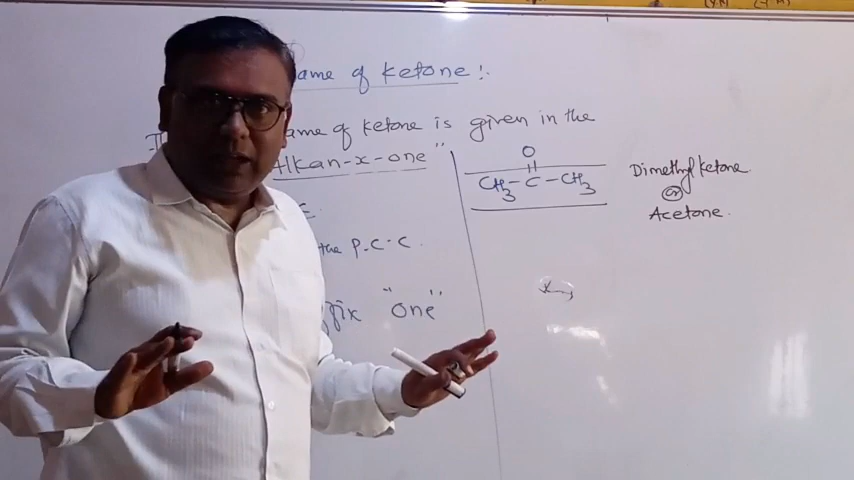 ame of ketone :-
ame of ketone is given in the
Alkan-x-one"
C.
the P.C.C.
ffix "one"
O
CH3-C-CH3
Dimethyl ketone
or
Acetone.